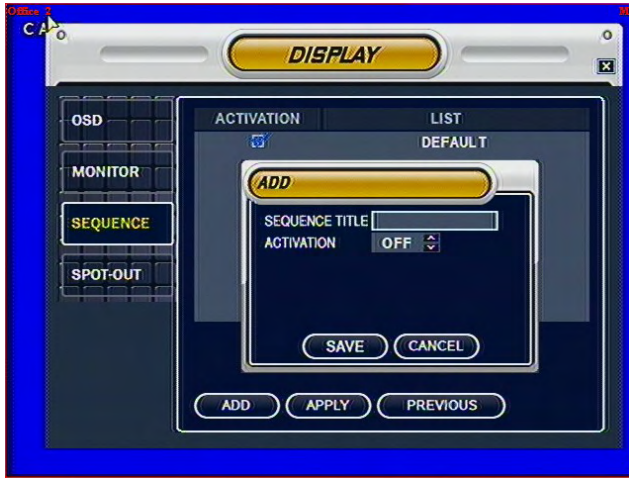 Office 2
M
CA
DISPLAY
OSD
MONITOR
SEQUENCE
SPOT-OUT
ACTIVATION LIST
DEFAULT
ADD
SEQUENCE TITLE
ACTIVATION OFF
SAVE CANCEL
ADD APPLY PREVIOUS